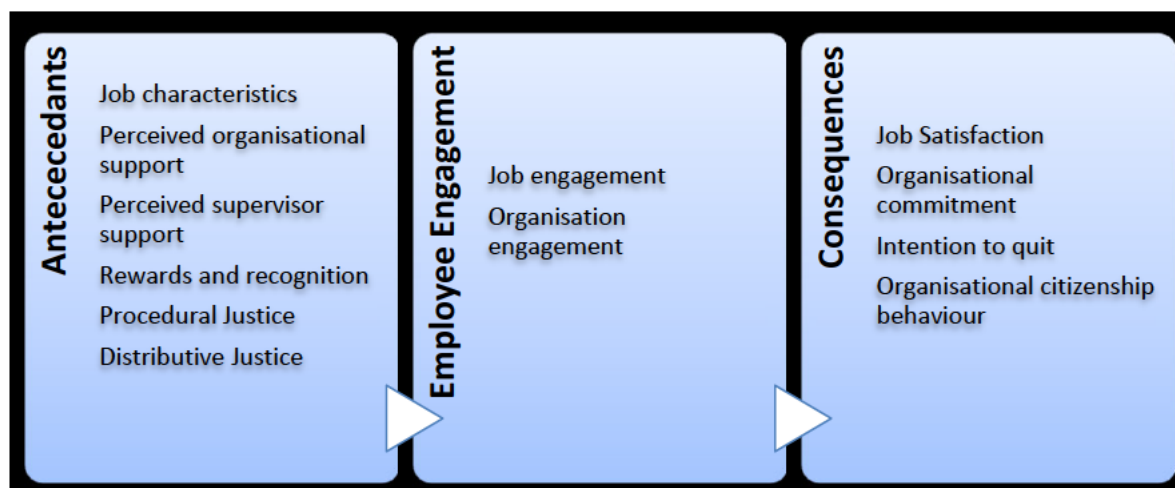 Antececedants
Job characteristics
Perceived organisational
support
Perceived supervisor
support
Rewards and recognition
Procedural Justice
Distributive Justice
Employee Engagement
Job engagement
Organisation
engagement
Consequences
Job Satisfaction
Organisational
commitment
Intention to quit
Organisational citizenship
behaviour